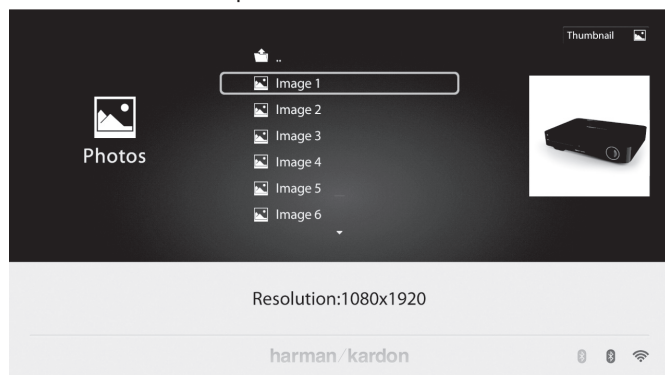 Thumbnail
..
Image 1
Image 2
Image 3
Image 4
Image 5
Image 6
Photos
Resolution:1080x1920
harman/kardon